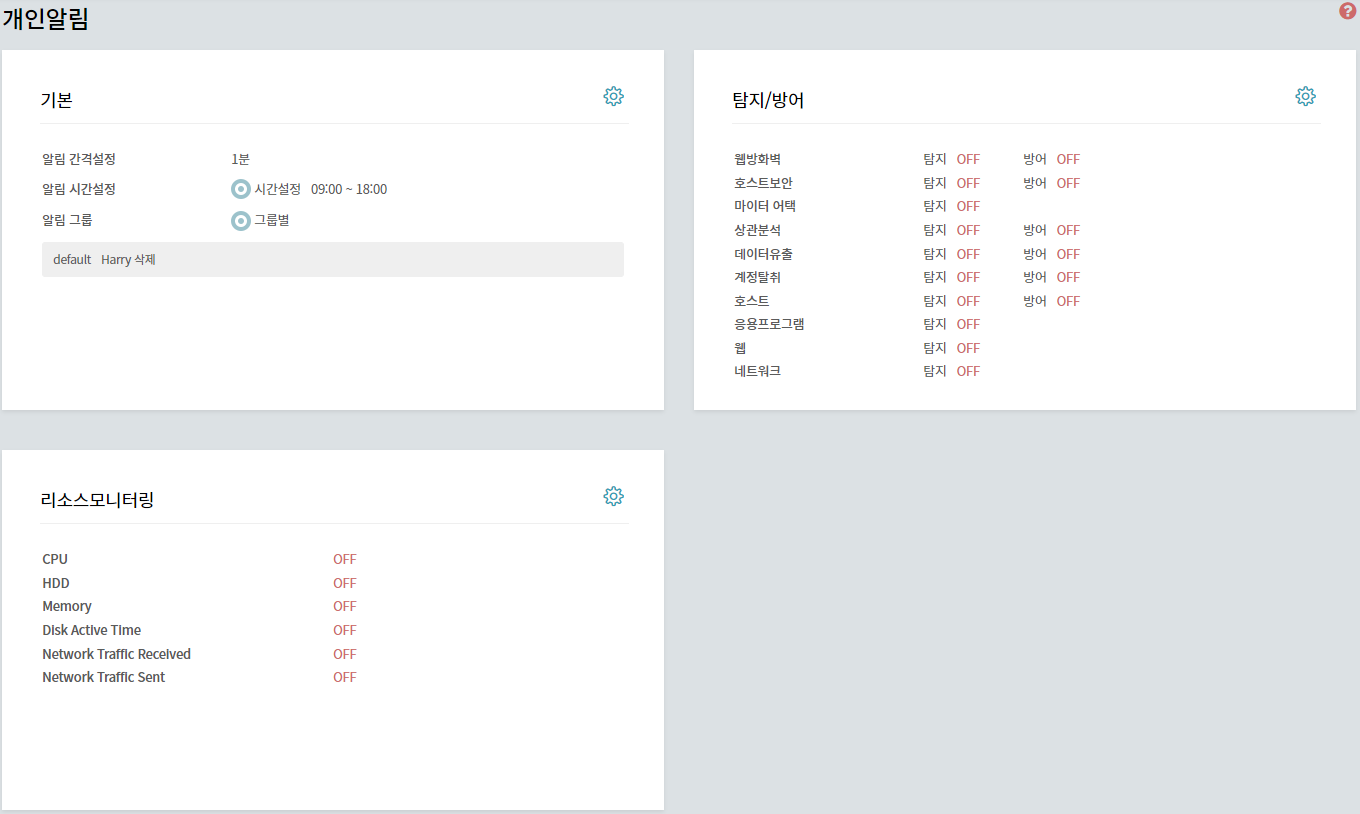 개인알림
?
기본
알림 간격설정 1분
알림 시간설정 시간설정 09:00 ~ 18:00
알림 그룹 그룹별
default Harry 삭제
탐지/방어
웹방화벽 탐지 OFF 방어 OFF
호스트보안 탐지 OFF 방어 OFF
마이터 어택 탐지 OFF
상관분석 탐지 OFF 방어 OFF
데이터유출 탐지 OFF 방어 OFF
계정탈취 탐지 OFF 방어 OFF
호스트 탐지 OFF 방어 OFF
응용프로그램 탐지 OFF
웹 탐지 OFF
네트워크 탐지 OFF
리소스모니터링
CPU OFF
HDD OFF
Memory OFF
Disk Active Time OFF
Network Traffic Received OFF
Network Traffic Sent OFF